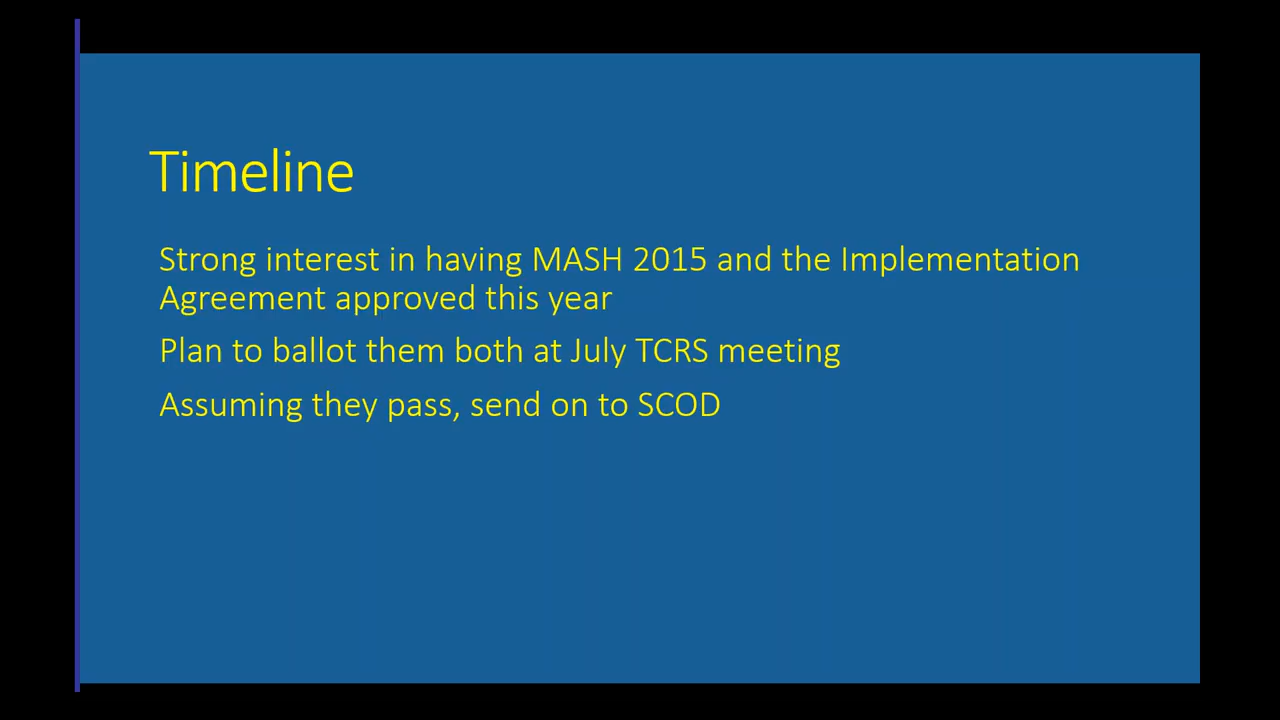 Timeline
Strong interest in having MASH 2015 and the Implementation
Agreement approved this year
Plan to ballot them both at July TCRS meeting
Assuming they pass, send on to SCOD